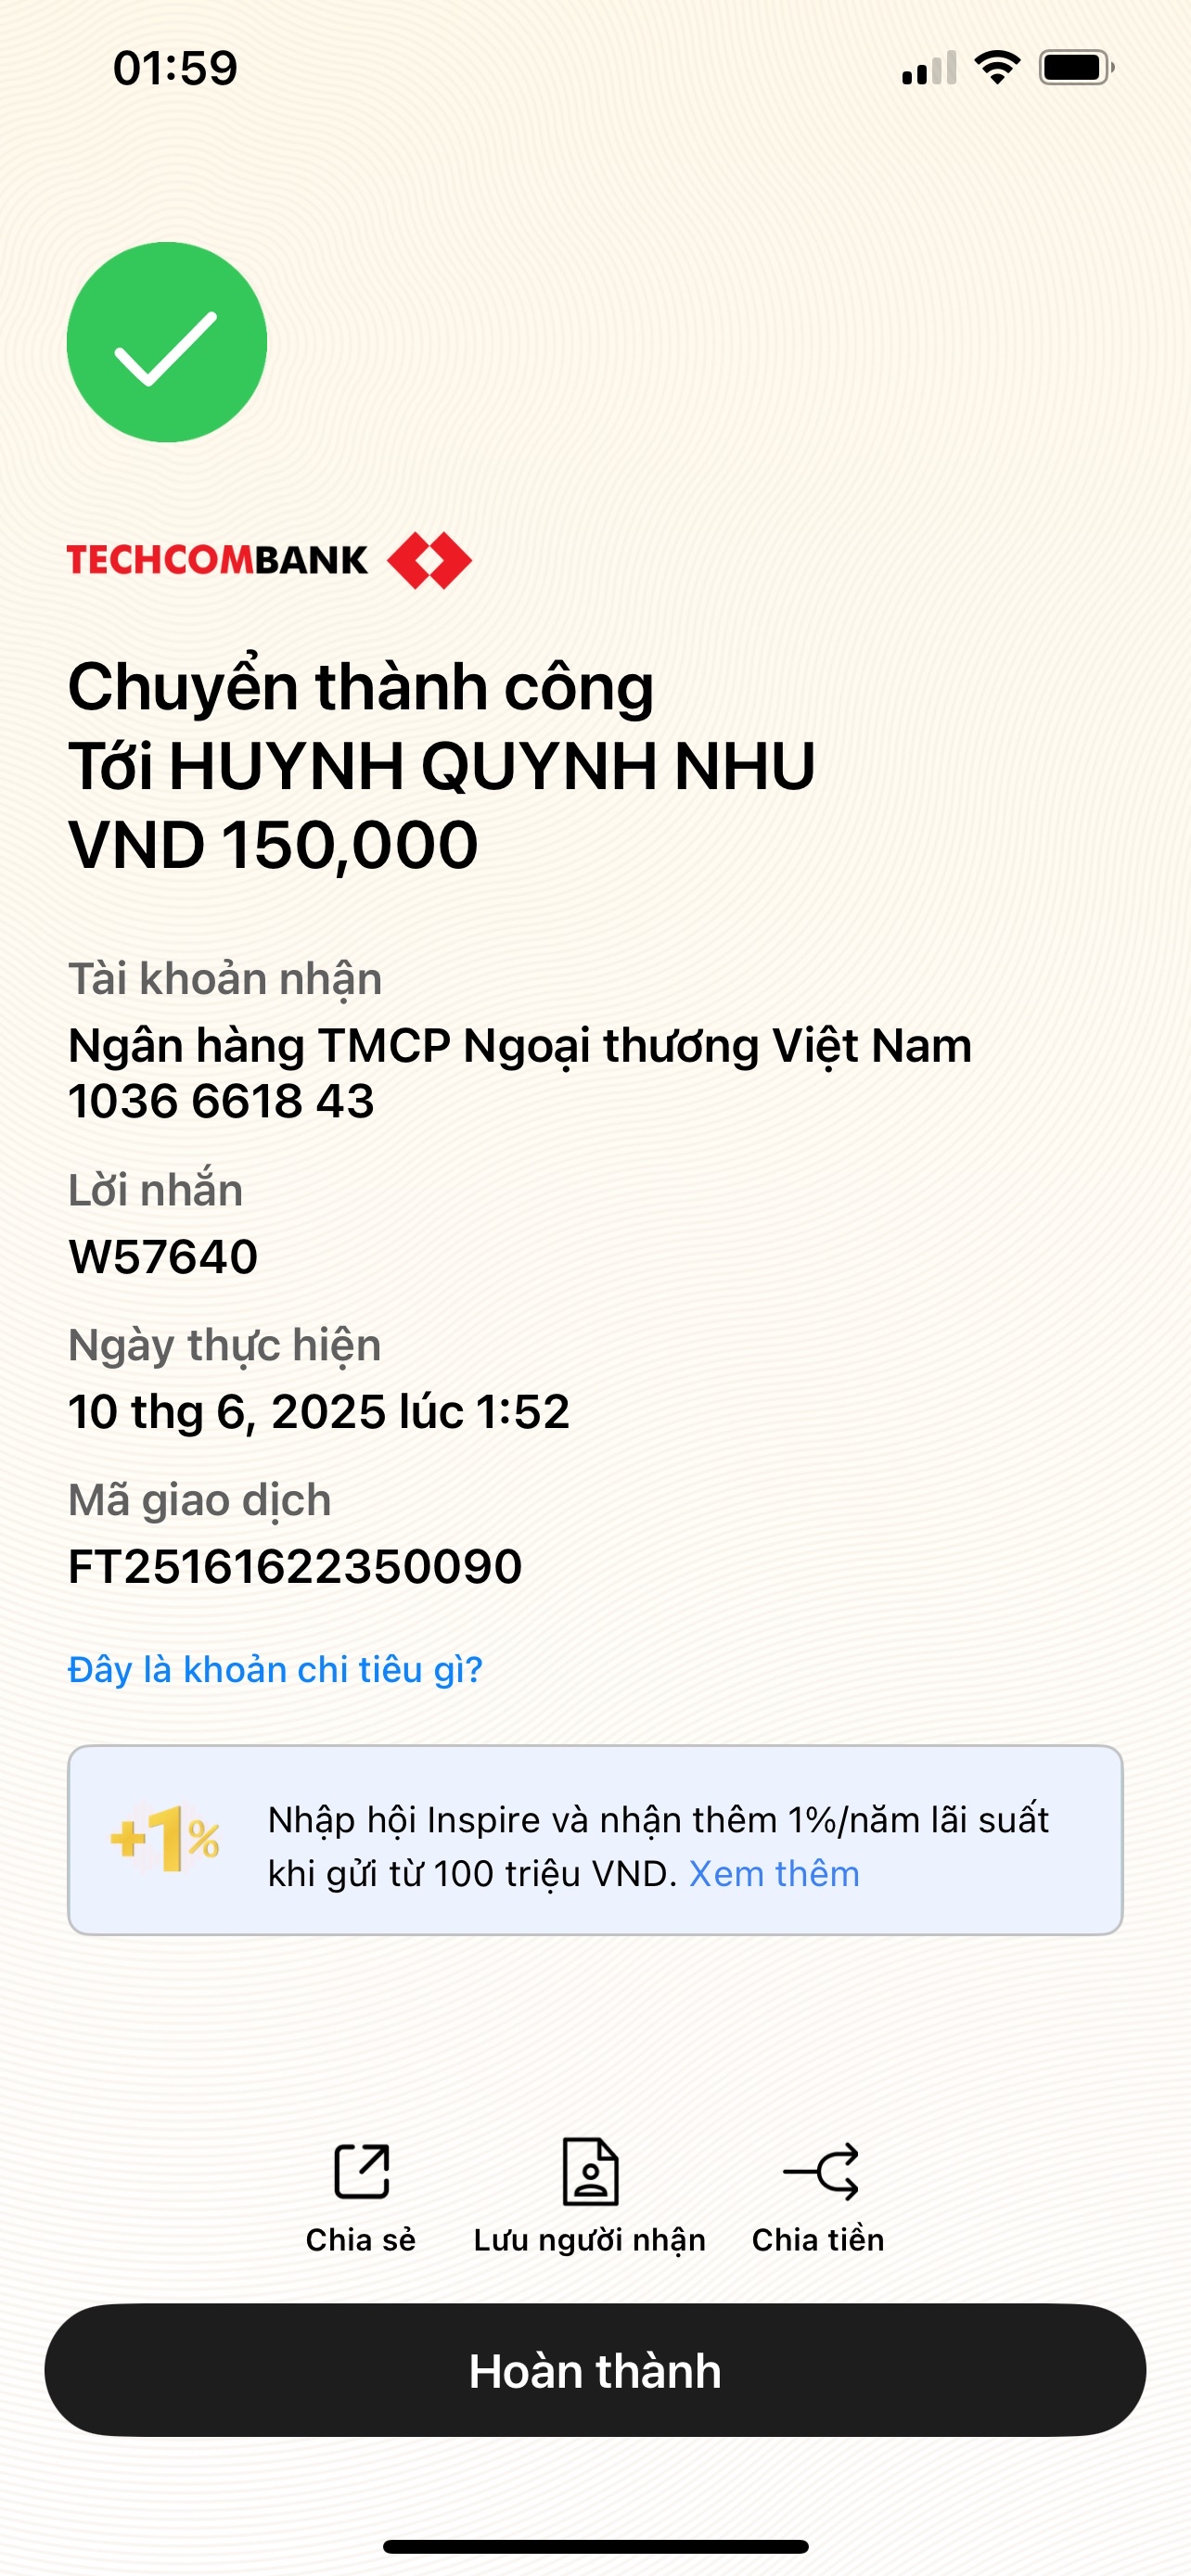 01:59
TECHCOMBANK
Chuyển thành công
Tới HUYNH QUYNH NHU
VND 150,000
Tài khoản nhận
Ngân hàng TMCP Ngoại thương Việt Nam
1036 6618 43
Lời nhắn
W57640
Ngày thực hiện
10 thg 6, 2025 lúc 1:52
Mã giao dịch
FT25161622350090
Đây là khoản chi tiêu gì?
+1%
Nhập hội Inspire và nhận thêm 1%/năm lãi suất
khi gửi từ 100 triệu VND. Xem thêm
Chia sẻ
Lưu người nhận
Chia tiền
Hoàn thành